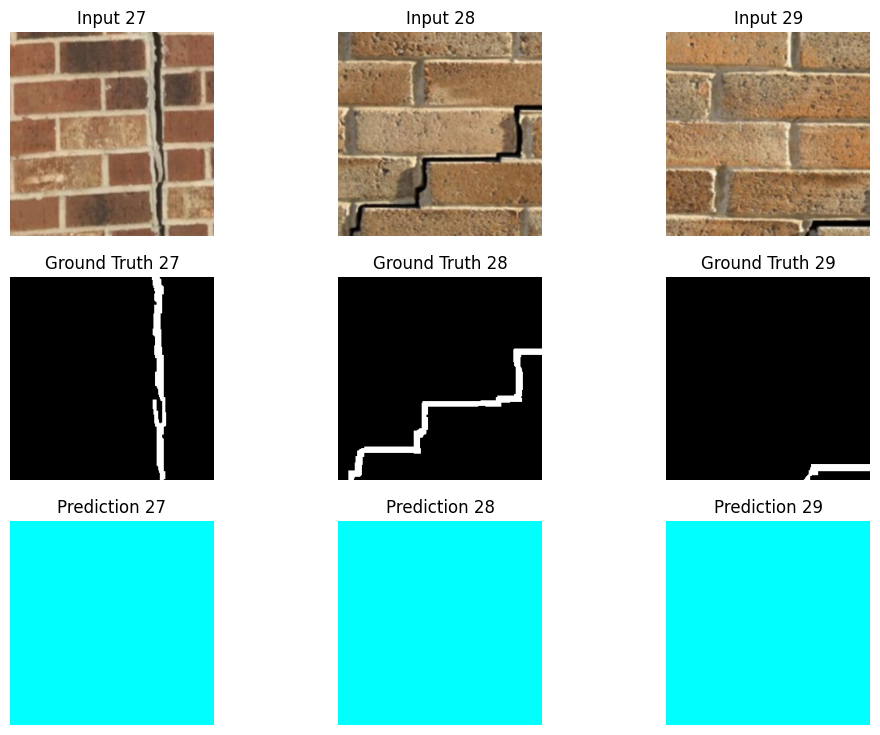 Input 27
Input 28
Input 29
Ground Truth 27
Ground Truth 28
Ground Truth 29
Prediction 27
Prediction 28
Prediction 29